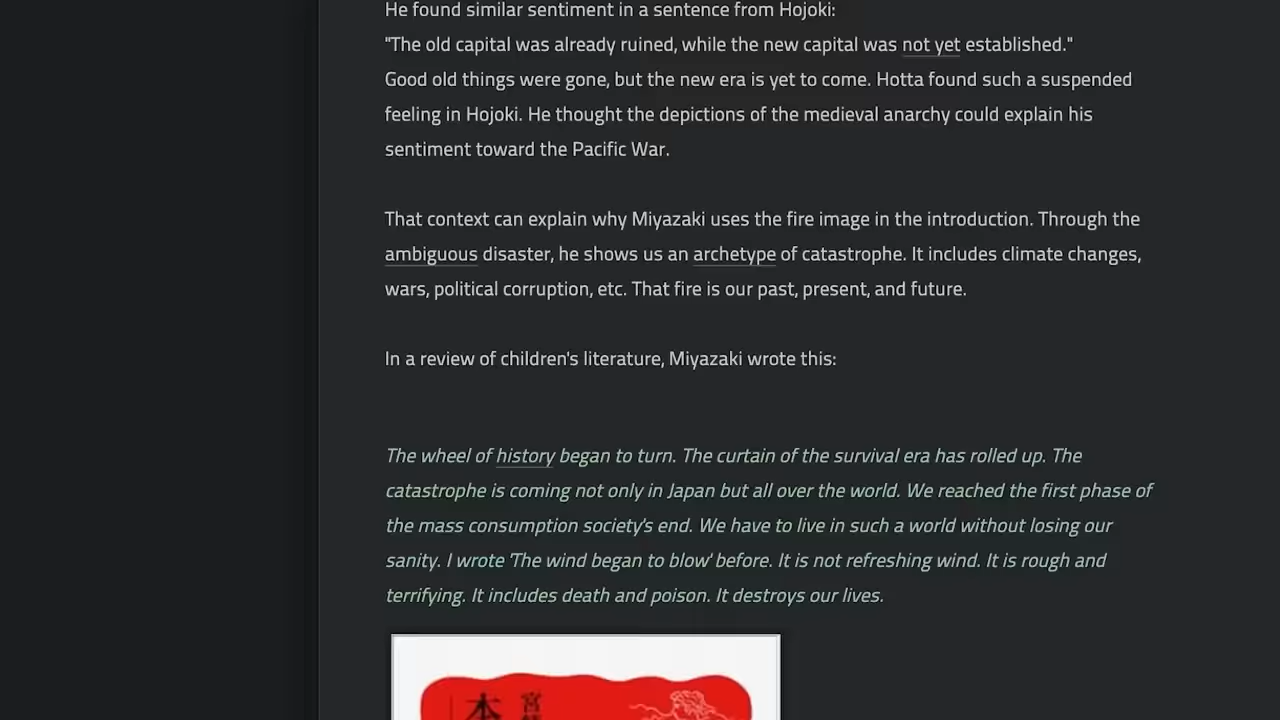 He found similar sentiment in a sentence from Hojoki:
"The old capital was already ruined, while the new capital was not yet established."
Good old things were gone, but the new era is yet to come. Hotta found such a suspended
feeling in Hojoki. He thought the depictions of the medieval anarchy could explain his
sentiment toward the Pacific War.
That context can explain why Miyazaki uses the fire image in the introduction. Through the
ambiguous disaster, he shows us an archetype of catastrophe. It includes climate changes,
wars, political corruption, etc. That fire is our past, present, and future.
In a review of children's literature, Miyazaki wrote this:
The wheel of history began to turn. The curtain of the survival era has rolled up. The
catastrophe is coming not only in Japan but all over the world. We reached the first phase of
the mass consumption society's end. We have to live in such a world without losing our
sanity. I wrote 'The wind began to blow' before. It is not refreshing wind. It is rough and
terrifying. It includes death and poison. It destroys our lives.
本
宮